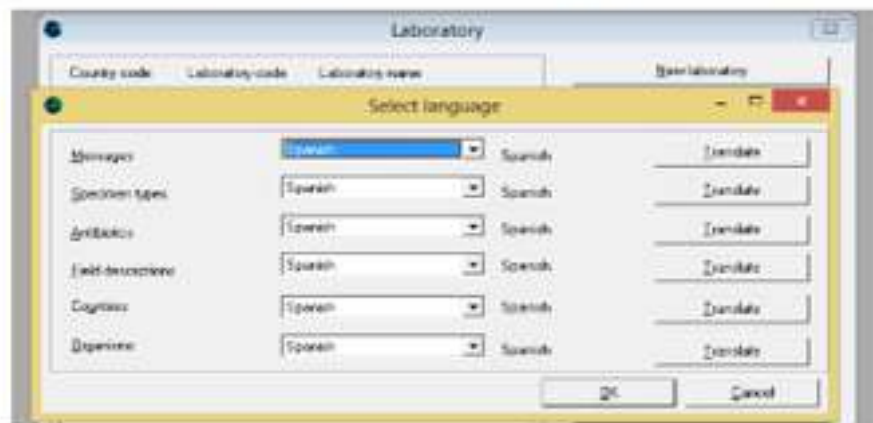 Laboratory
Country code Laboratory code Laboratory name New laboratory
Select language
Messages Spanish Spanish Translate
Specimen types Spanish Spanish Translate
Antibiotics Spanish Spanish Translate
Field descriptions Spanish Spanish Translate
Countries Spanish Spanish Translate
Organisms Spanish Spanish Translate
OK Cancel